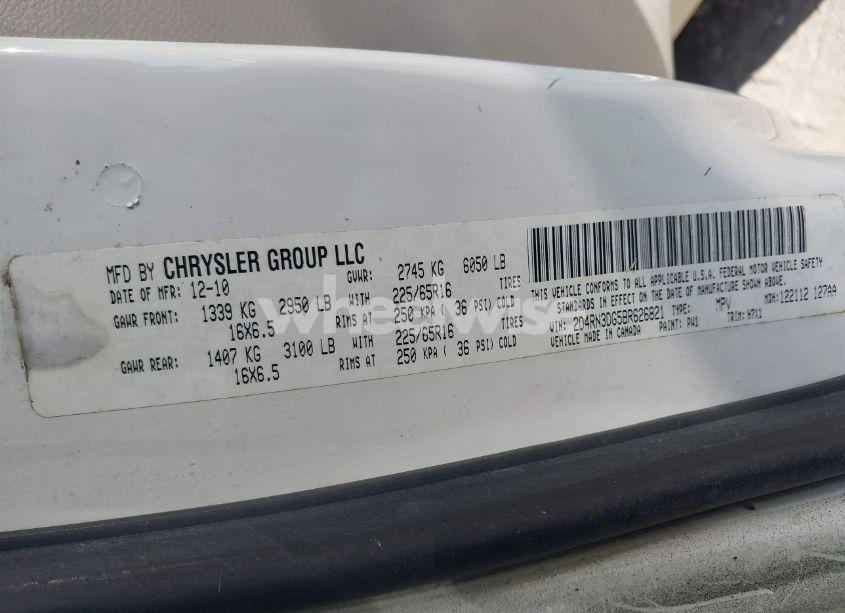 MFD BY CHRYSLER GROUP LLC
DATE OF MFR: 12-10 GVWR: 2745 KG 6050 LB
GAWR FRONT: 1339 KG 2950 LB WITH 225/65R16 TIRES
16X6.5 RIMS AT 250 KPA ( 36 PSI) COLD
GAWR REAR: 1407 KG 3100 LB WITH 225/65R16 TIRES
16X6.5 RIMS AT 250 KPA ( 36 PSI) COLD
THIS VEHICLE CONFORMS TO ALL APPLICABLE U.S.A. FEDERAL MOTOR VEHICLE SAFETY
STANDARDS IN EFFECT ON THE DATE OF MANUFACTURE SHOWN ABOVE.
VIN: 2D4RN3DG5BR626821 TYPE: MPV MDH:122112 127AA
VEHICLE MADE IN CANADA PAINT: PW1 TRIM: